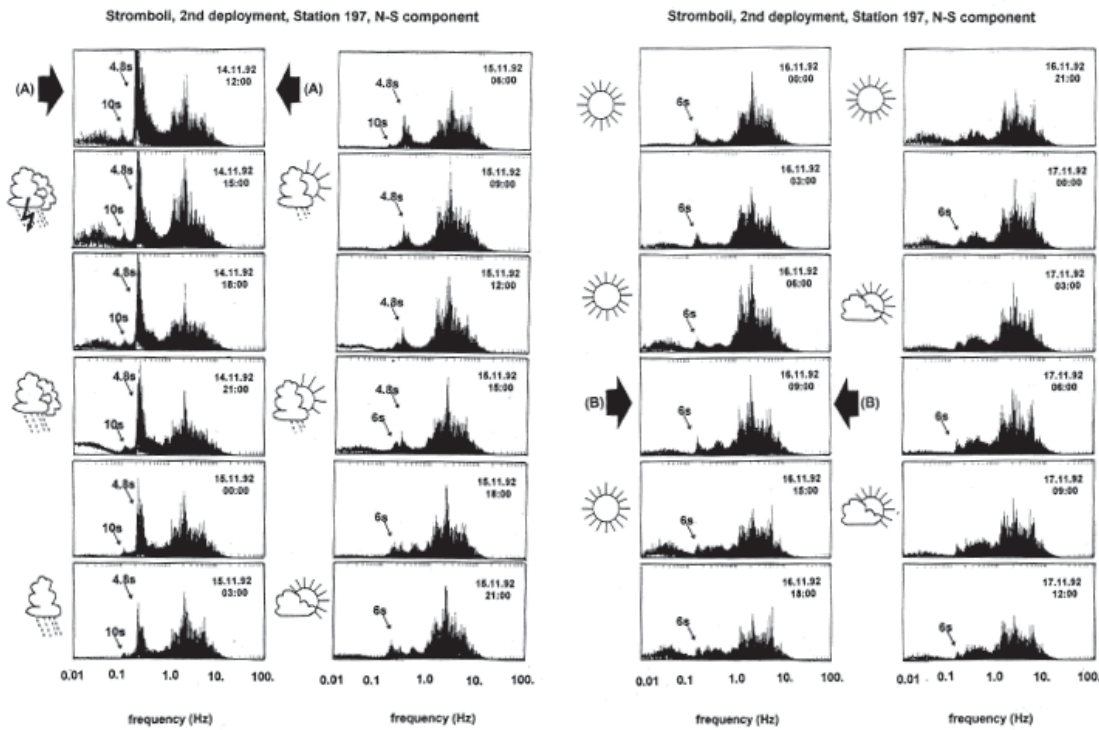 Stromboli, 2nd deployment, Station 197, N-S component
(A)
4.8s
10s
14.11.92
12:00
4.8s
10s
14.11.92
15:00
4.8s
10s
14.11.92
18:00
4.8s
10s
14.11.92
21:00
4.8s
10s
15.11.92
00:00
4.8s
10s
15.11.92
03:00
0.01 0.1 1.0 10. 100.
frequency (Hz)
(A)
4.8s
10s
15.11.92
06:00
4.8s
15.11.92
09:00
4.8s
15.11.92
12:00
4.8s
6s
15.11.92
15:00
6s
15.11.92
18:00
6s
15.11.92
21:00
0.01 0.1 1.0 10. 100.
frequency (Hz)
Stromboli, 2nd deployment, Station 197, N-S component
6s
16.11.92
00:00
6s
16.11.92
03:00
6s
16.11.92
06:00
(B)
6s
16.11.92
09:00
6s
16.11.92
15:00
6s
16.11.92
18:00
0.01 0.1 1.0 10. 100.
frequency (Hz)
16.11.92
21:00
6s
17.11.92
00:00
17.11.92
03:00
(B)
6s
17.11.92
06:00
17.11.92
09:00
6s
17.11.92
12:00
0.01 0.1 1.0 10. 100.
frequency (Hz)